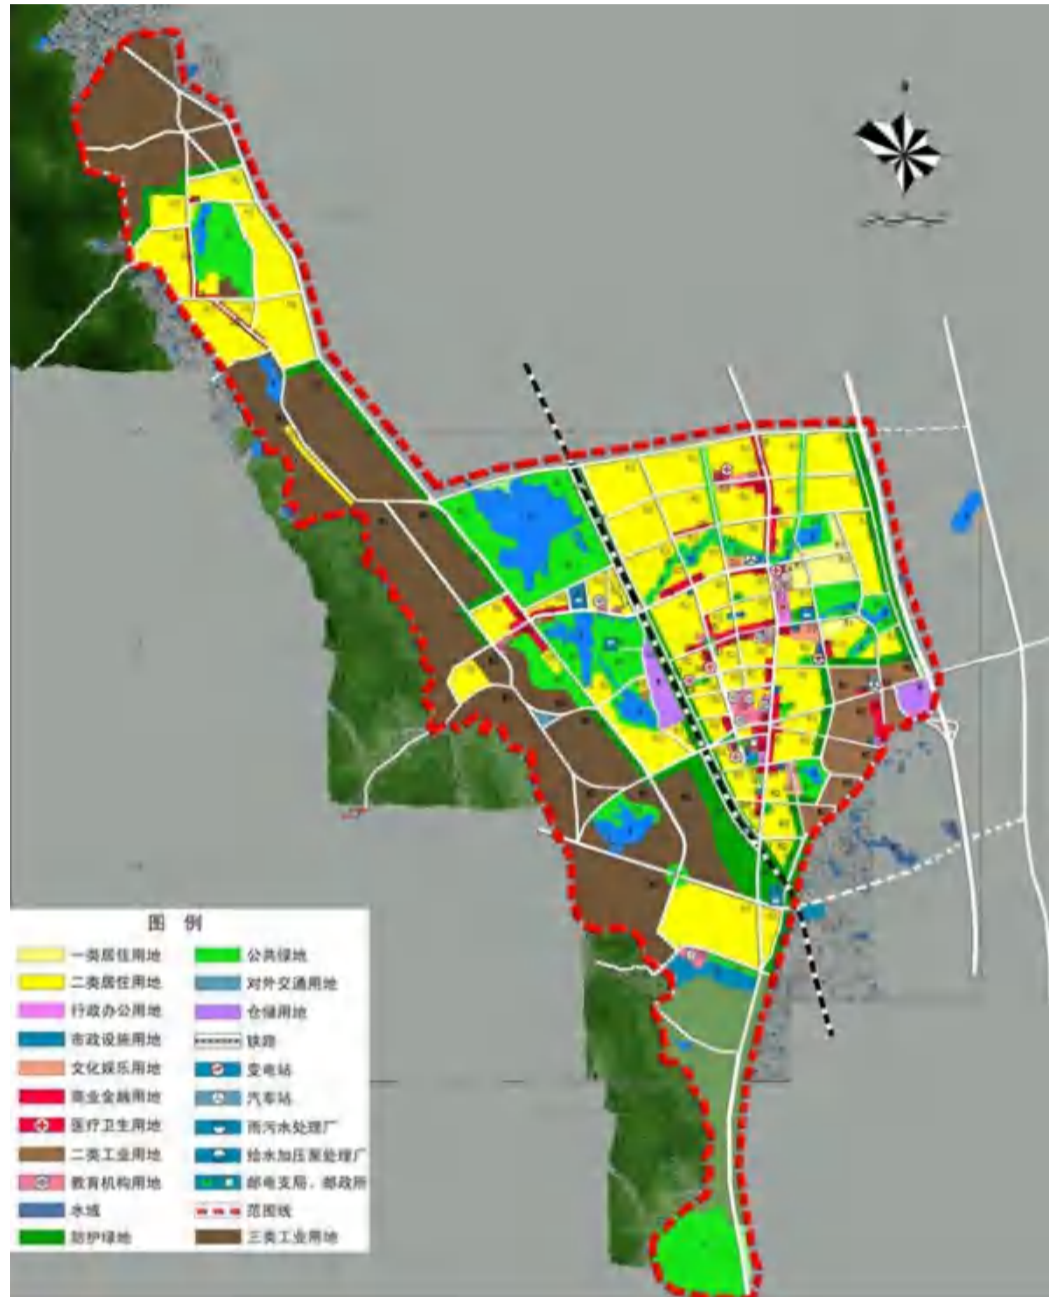 图 例
一类居住用地
公共绿地
二类居住用地
对外交通用地
行政办公用地
仓储用地
市政设施用地
铁路
文化娱乐用地
变电站
商业金融用地
汽车站
医疗卫生用地
雨污水处理厂
二类工业用地
给水加压泵处理厂
教育机构用地
邮电支局、邮政所
水域
范围线
防护绿地
三类工业用地